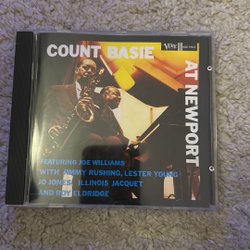 COUNT BASIE
Verve
AT NEWPORT
FEATURING JOE WILLIAMS
WITH JIMMY RUSHING, LESTER YOUNG
JO JONES, ILLINOIS JACQUET
AND ROY ELDRIDGE